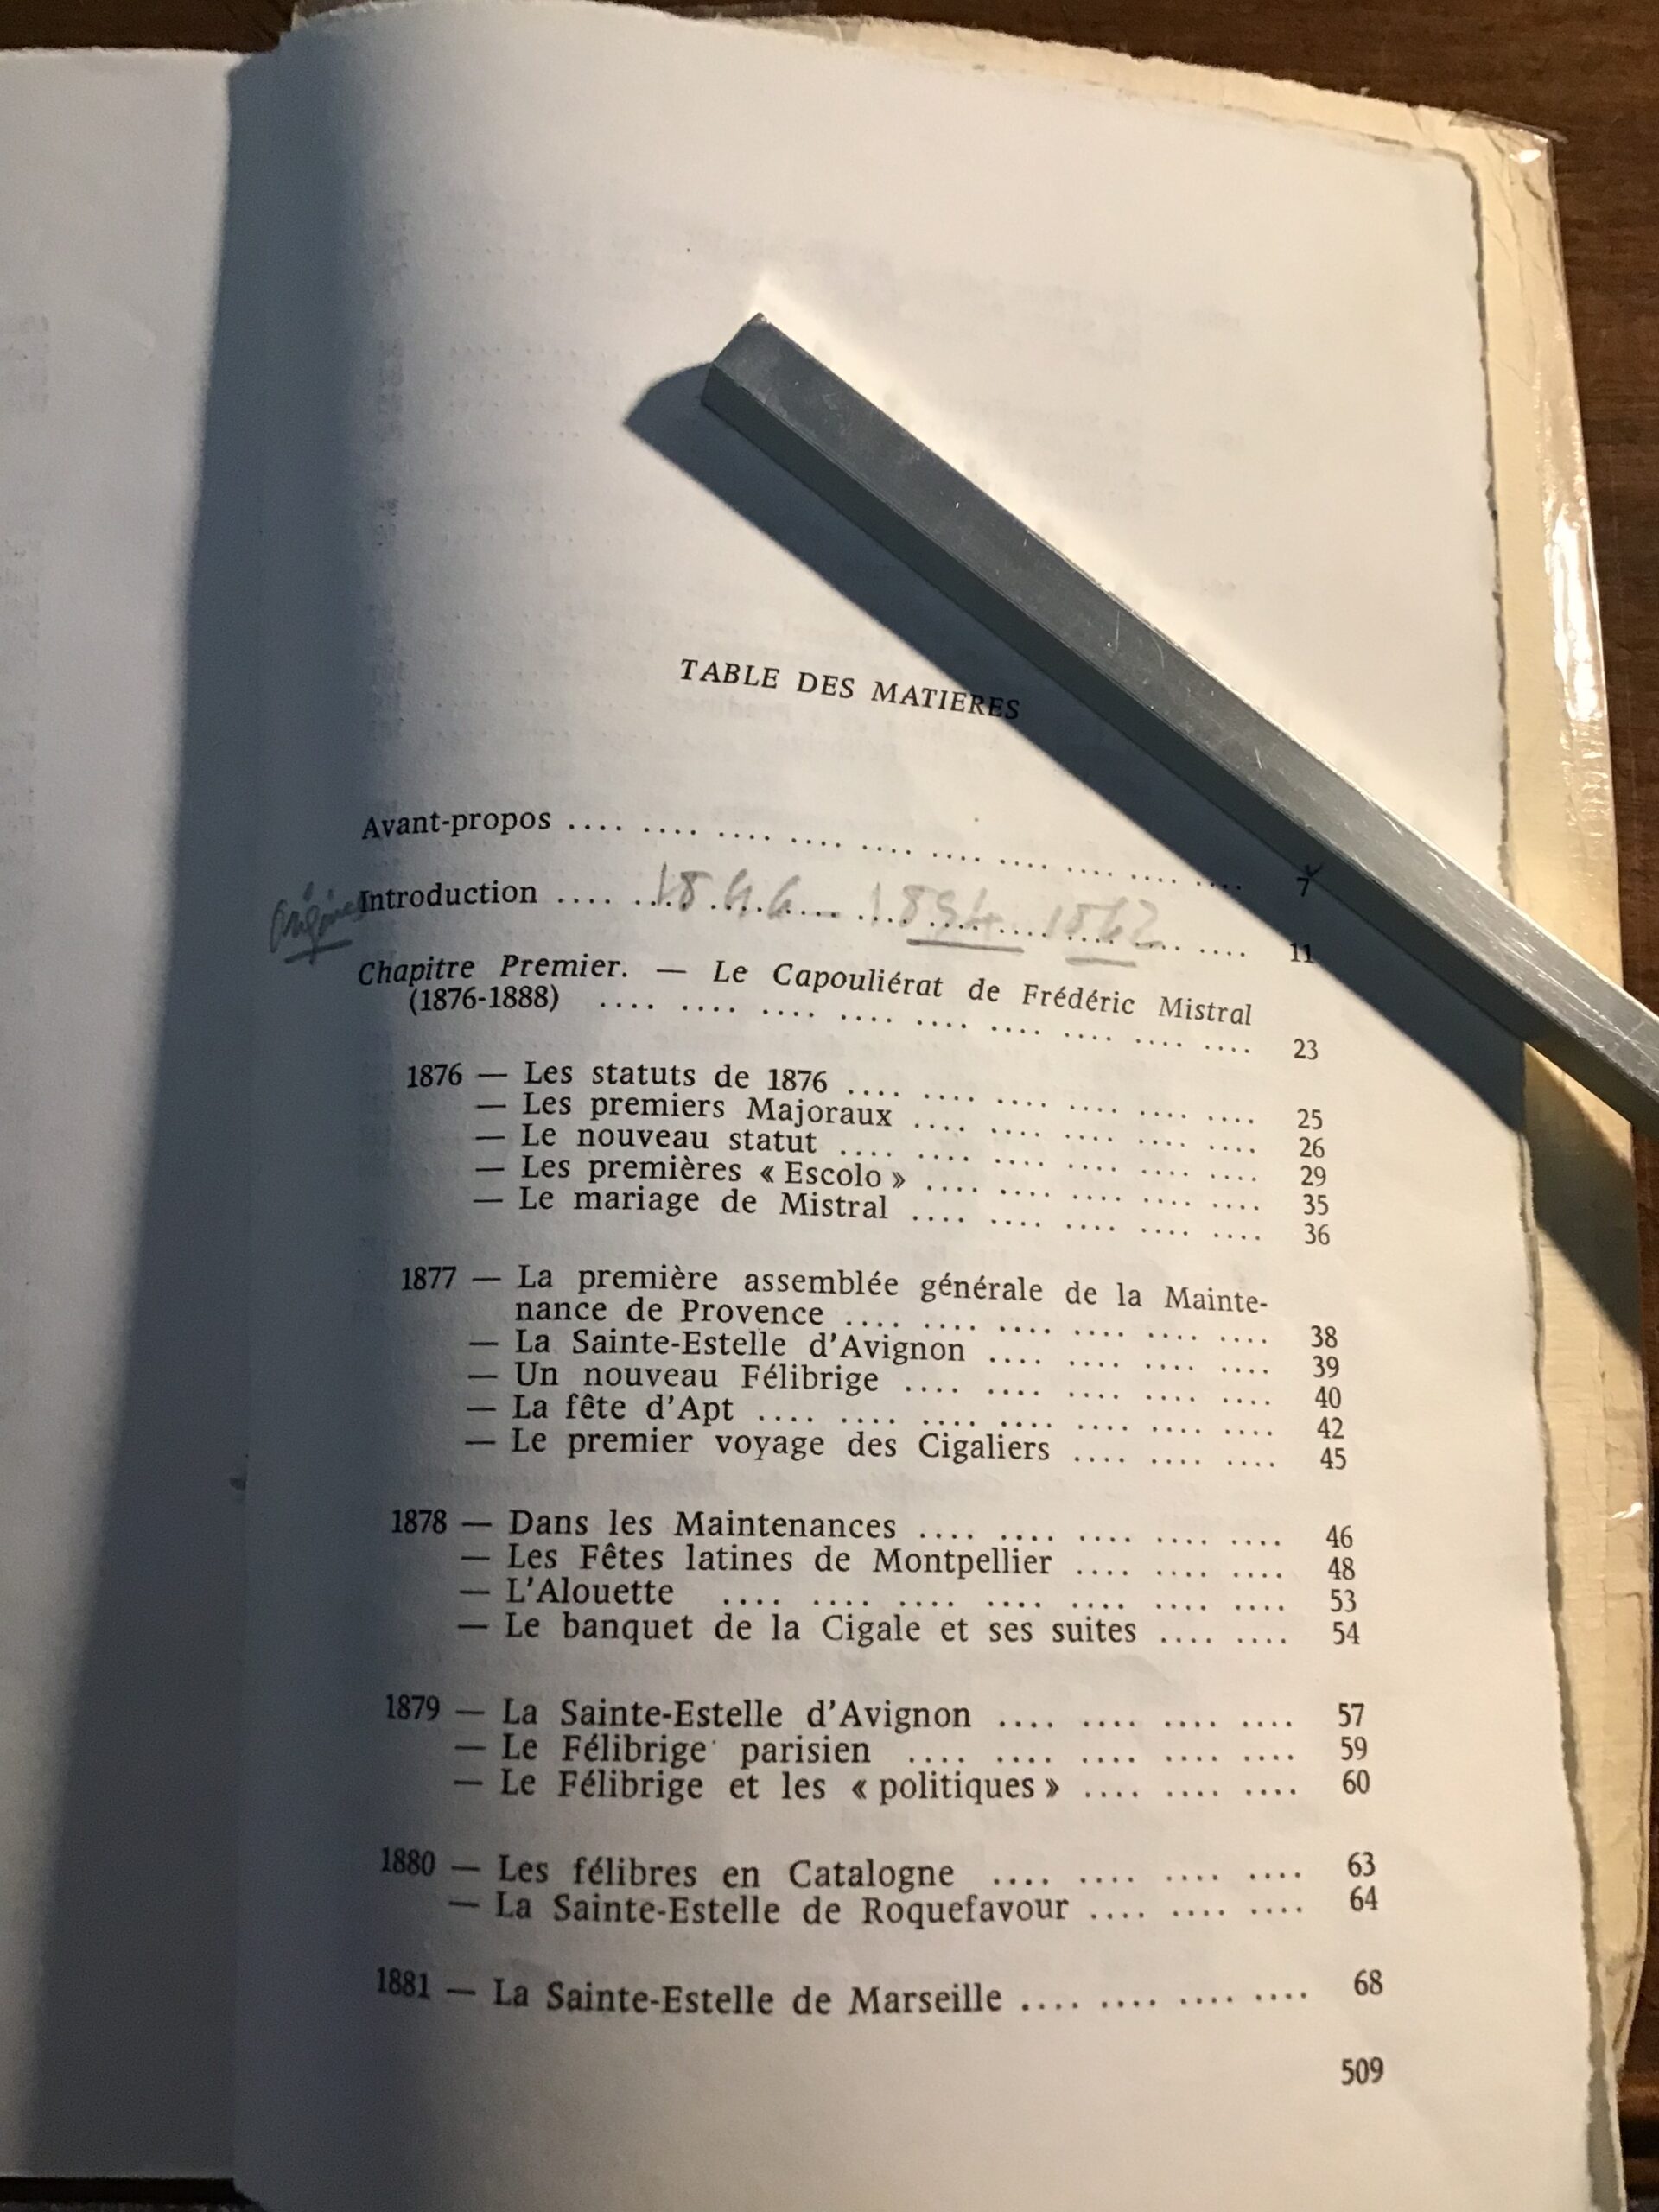 TABLE DES MATIERES
Avant-propos .... .... .... .... .... .... .... .... .... .... 7
Introduction .... .... .... .... .... .... .... .... .... .... 11
1854 1862
Origines
Chapitre Premier. — Le Capouliérat de Frédéric Mistral
(1876-1888) .... .... .... .... .... .... .... .... .... 23
1876 — Les statuts de 1876 .... .... .... .... .... .... 25
— Les premiers Majoraux .... .... .... .... .... 26
— Le nouveau statut .... .... .... .... .... .... 29
— Les premières « Escolo » .... .... .... .... .... 35
— Le mariage de Mistral .... .... .... .... .... 36
1877 — La première assemblée générale de la Mainte-
nance de Provence .... .... .... .... .... .... 38
— La Sainte-Estelle d'Avignon .... .... .... .... 39
— Un nouveau Félibrige .... .... .... .... .... 40
— La fête d'Apt .... .... .... .... .... .... .... 42
— Le premier voyage des Cigaliers .... .... .... 45
1878 — Dans les Maintenances .... .... .... .... .... 46
— Les Fêtes latines de Montpellier .... .... .... 48
— L'Alouette .... .... .... .... .... .... .... 53
— Le banquet de la Cigale et ses suites .... .... 54
1879 — La Sainte-Estelle d'Avignon .... .... .... .... 57
— Le Félibrige parisien .... .... .... .... .... 59
— Le Félibrige et les « politiques » .... .... .... 60
1880 — Les félibres en Catalogne .... .... .... .... 63
— La Sainte-Estelle de Roquefavour .... .... .... 64
1881 — La Sainte-Estelle de Marseille .... .... .... .... 68
509